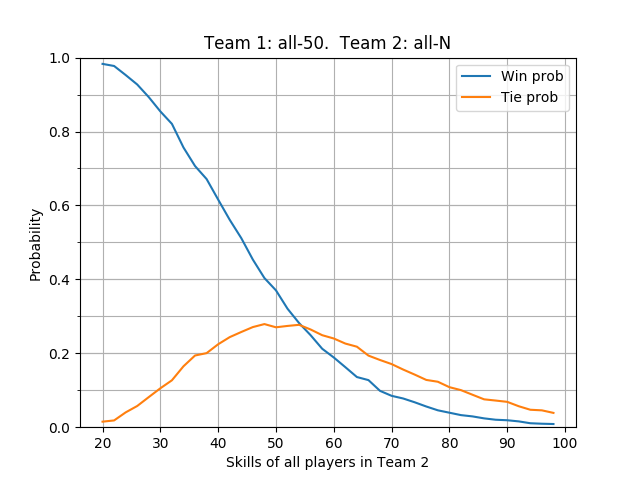 Team 1: all-50.  Team 2: all-N
1.0
0.8
0.6
0.4
0.2
0.0
Probability
Win prob
Tie prob
20 30 40 50 60 70 80 90 100
Skills of all players in Team 2